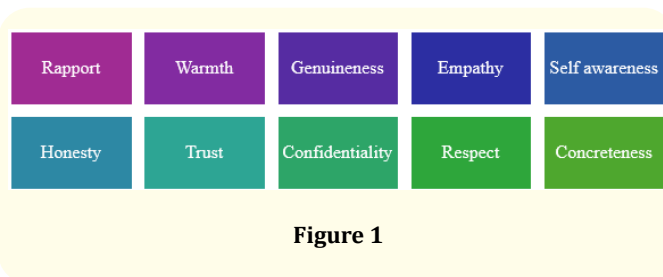 Rapport Warmth Genuineness Empathy Self awareness
Honesty Trust Confidentiality Respect Concreteness
Figure 1